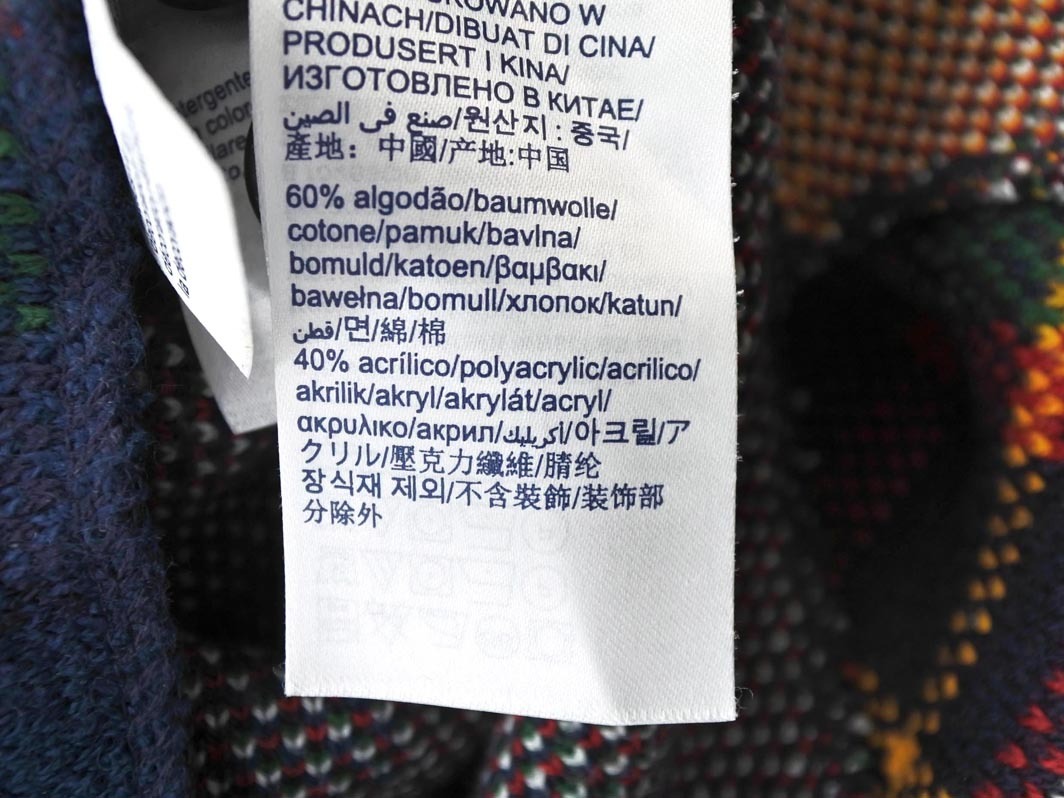 CHINACH/DIBUAT DI CINA/
PRODUSERT I KINA/
ИЗГОТОВЛЕНО В КИТАЕ/
صنع في الصين/원산지 : 중국/
產地： 中國/产地:中国
60% algodão/baumwolle/
cotone/pamuk/bavlna/
bomuld/katoen/βαμβακι/
bawełna/bomull/хлопок/katun/
قطن/면/綿/棉
40% acrílico/polyacrylic/acrilico/
akrilik/akryl/akrylát/acryl/
ακρυλικο/акрил/اكريليك/아크릴/ア
クリル/壓克力纖維/腈纶
장식재 제외/不含裝飾/装饰部
分除外